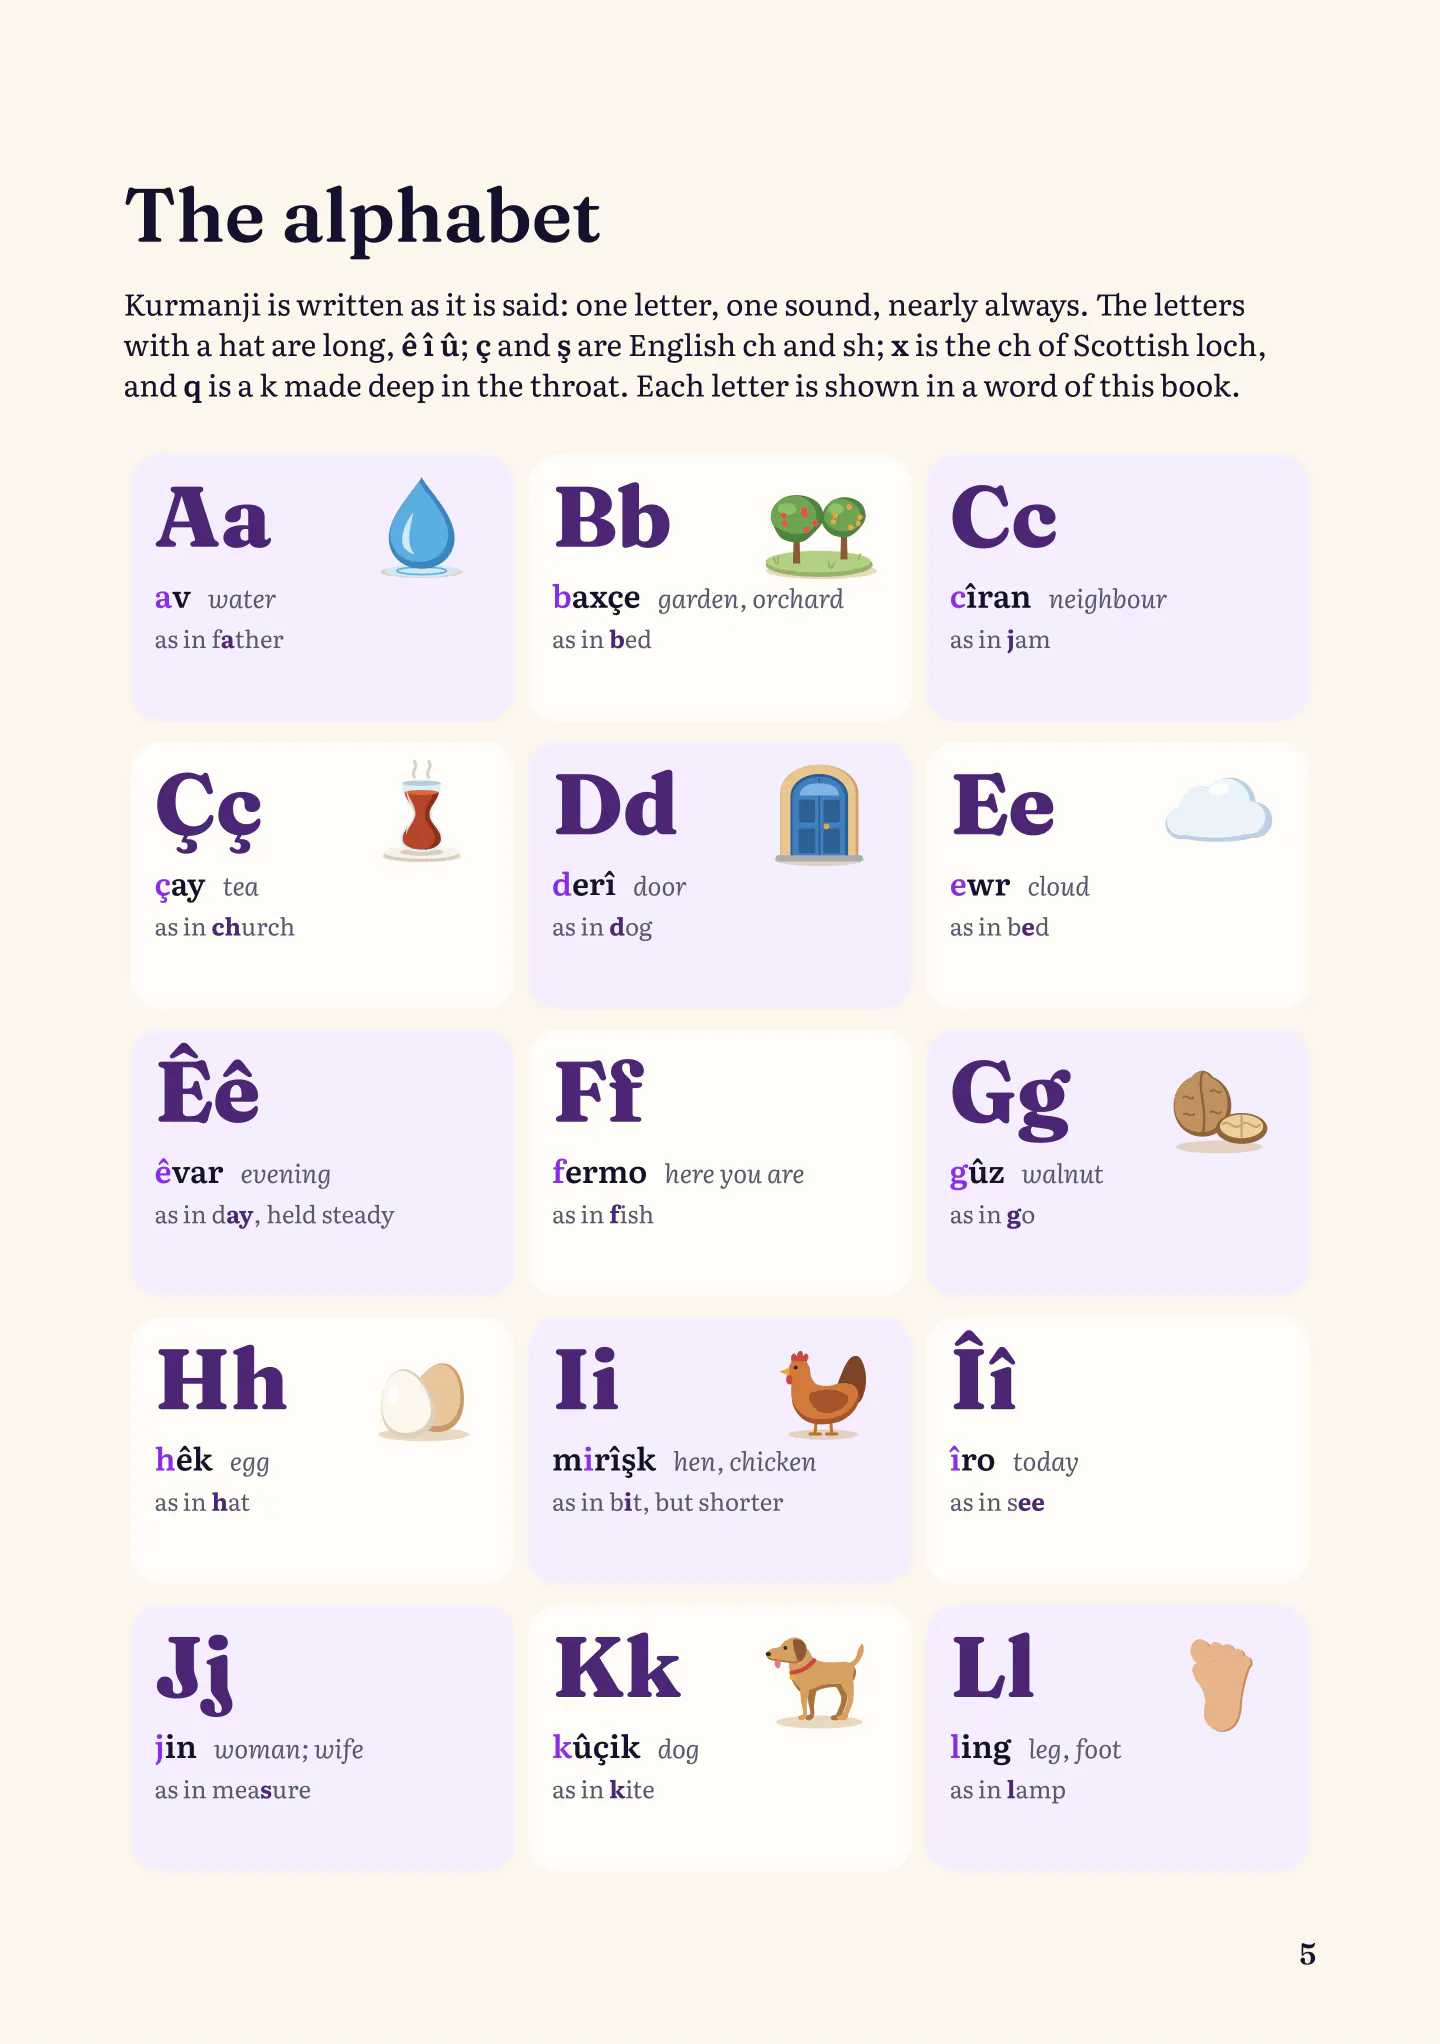 The alphabet
Kurmanji is written as it is said: one letter, one sound, nearly always. The letters
with a hat are long, ê î û; ç and ş are English ch and sh; x is the ch of Scottish loch,
and q is a k made deep in the throat. Each letter is shown in a word of this book.
Aa
av water
as in father
Bb
baxçe garden, orchard
as in bed
Cc
cîran neighbour
as in jam
Çç
çay tea
as in church
Dd
derî door
as in dog
Ee
ewr cloud
as in bed
Êê
êvar evening
as in day, held steady
Ff
fermo here you are
as in fish
Gg
gûz walnut
as in go
Hh
hêk egg
as in hat
Ii
mirîşk hen, chicken
as in bit, but shorter
Îî
îro today
as in see
Jj
jin woman; wife
as in measure
Kk
kûçik dog
as in kite
Ll
ling leg, foot
as in lamp
5